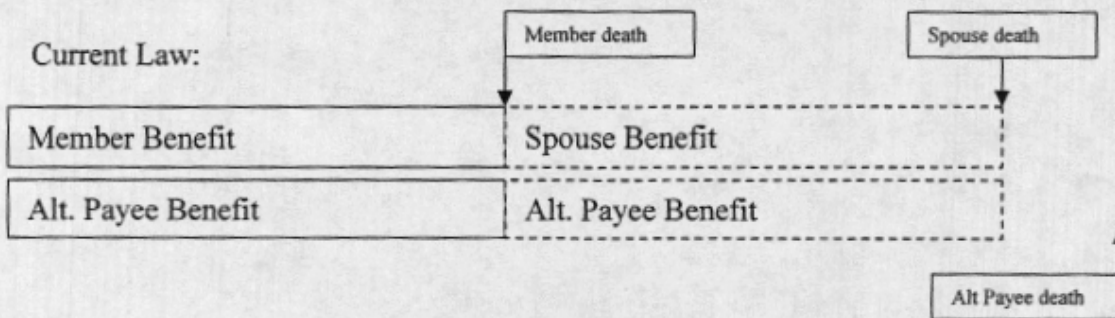 Member death
Spouse death
Current Law:
Member Benefit
Spouse Benefit
Alt. Payee Benefit
Alt. Payee Benefit
Alt Payee death